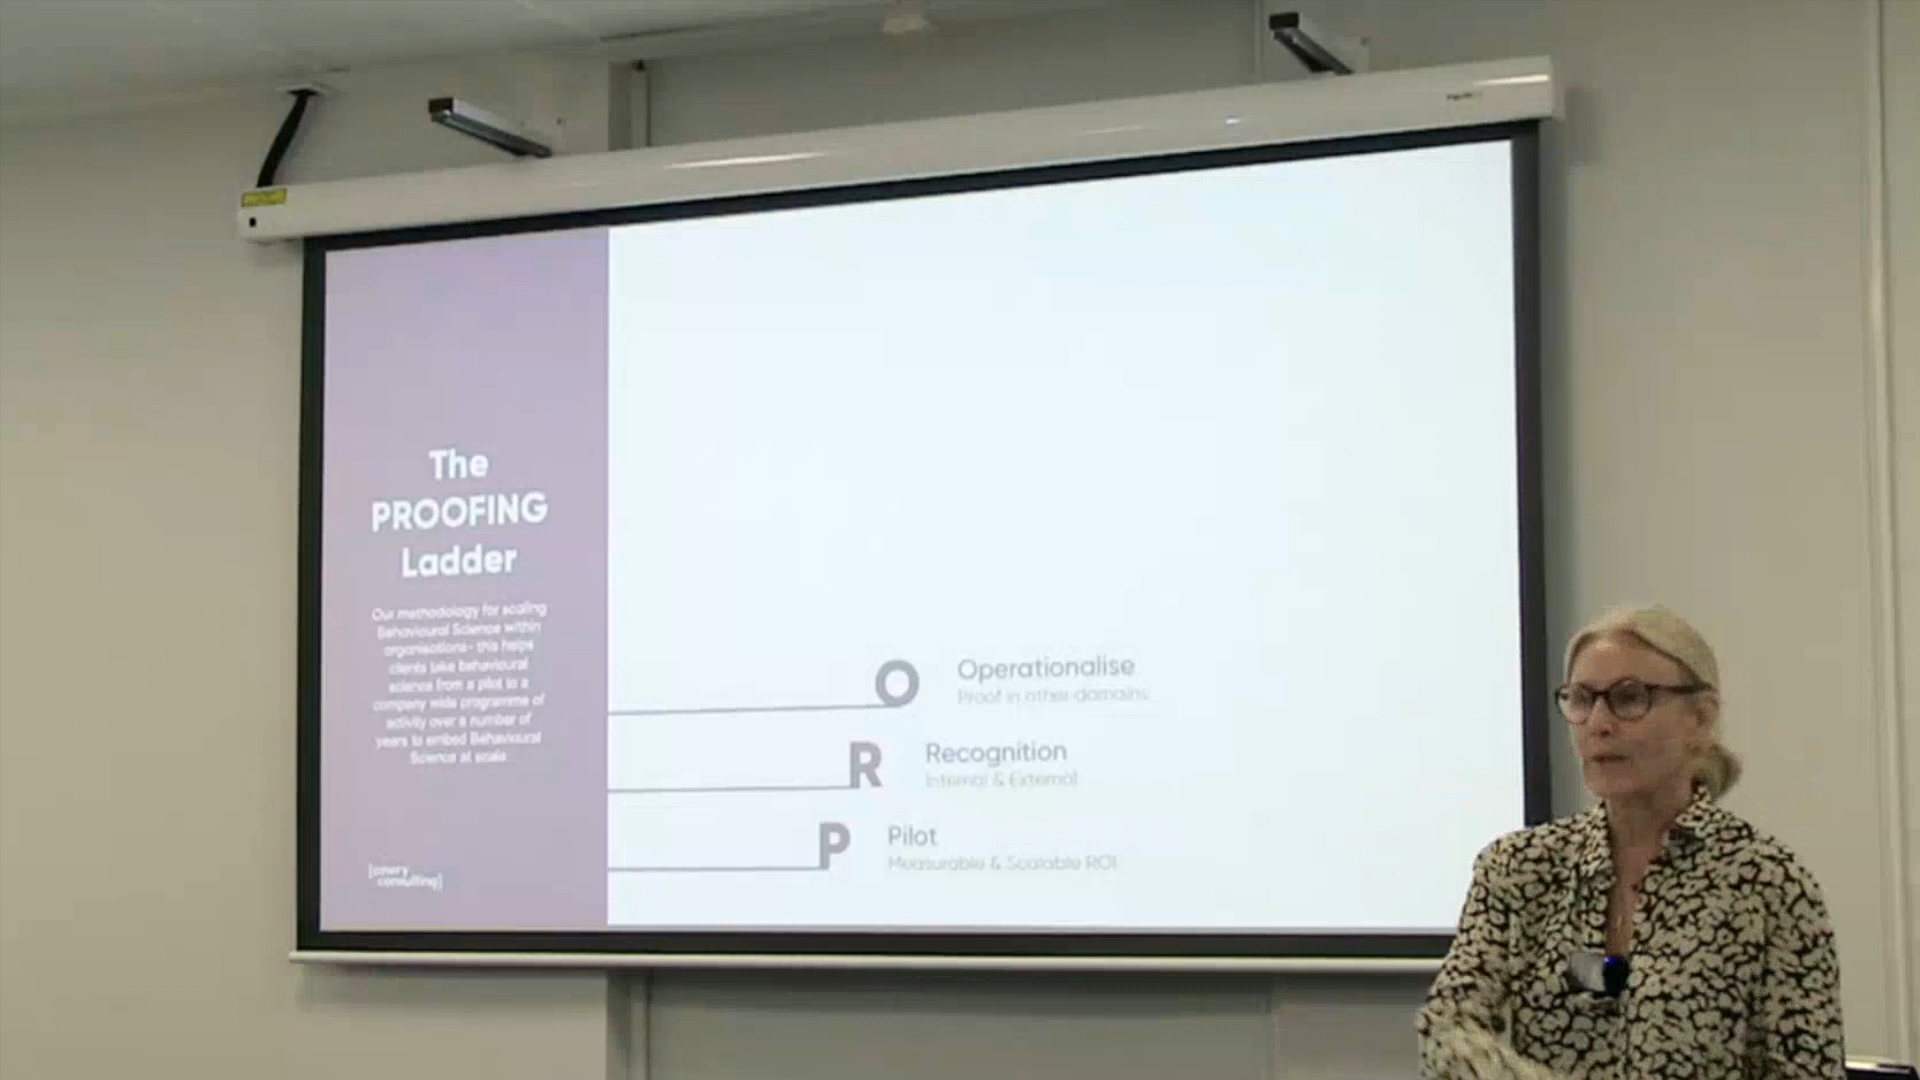 The
PROOFING
Ladder
Our methodology for scaling
Behavioural Science within
organisations- this helps
clients take behavioural
science from a pilot to a
company wide programme of
activity over a number of
years to embed Behavioural
Science at scale
[cowry
consulting]
O Operationalise
Proof in other domains
R Recognition
Internal & External
P Pilot
Measurable & Scalable ROI